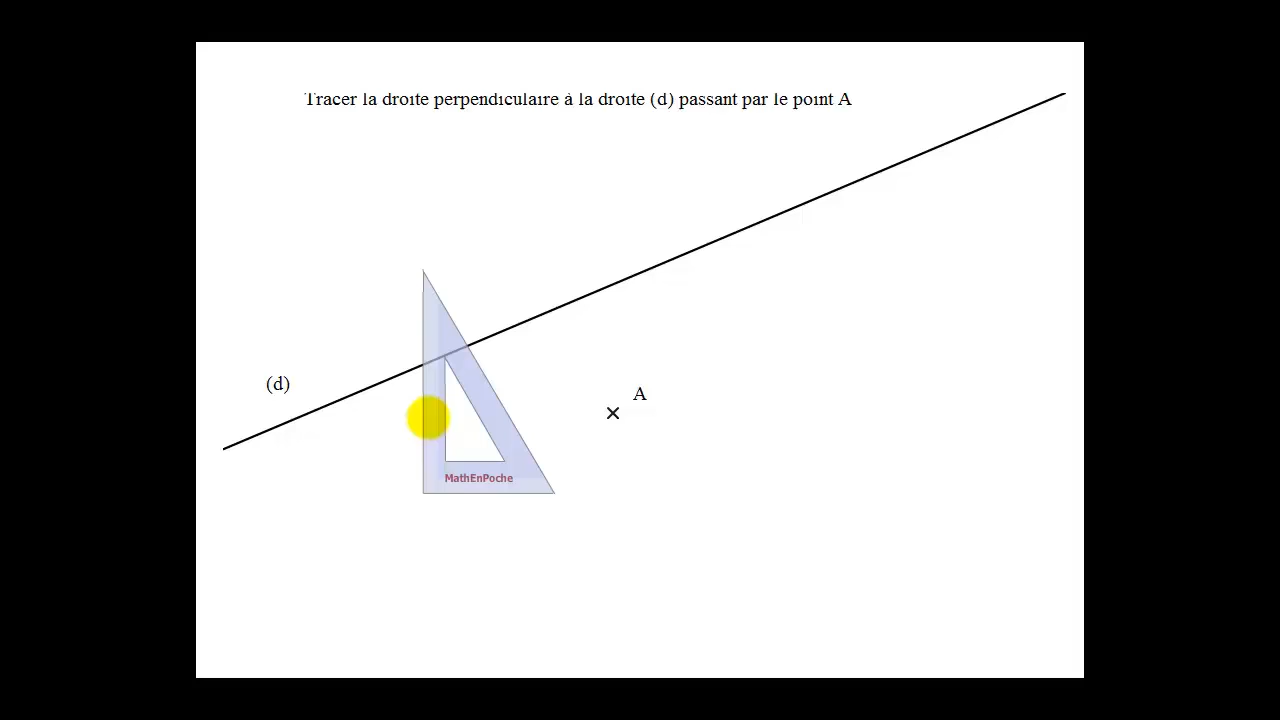 Tracer la droite perpendiculaire à la droite (d) passant par le point A
(d)
A
MathEnPoche